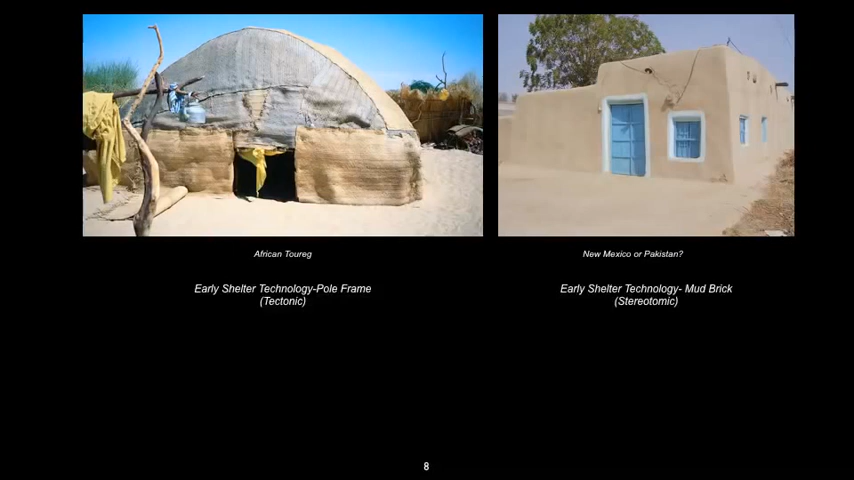 African Toureg
New Mexico or Pakistan?
Early Shelter Technology-Pole Frame
(Tectonic)
Early Shelter Technology- Mud Brick
(Stereotomic)
8